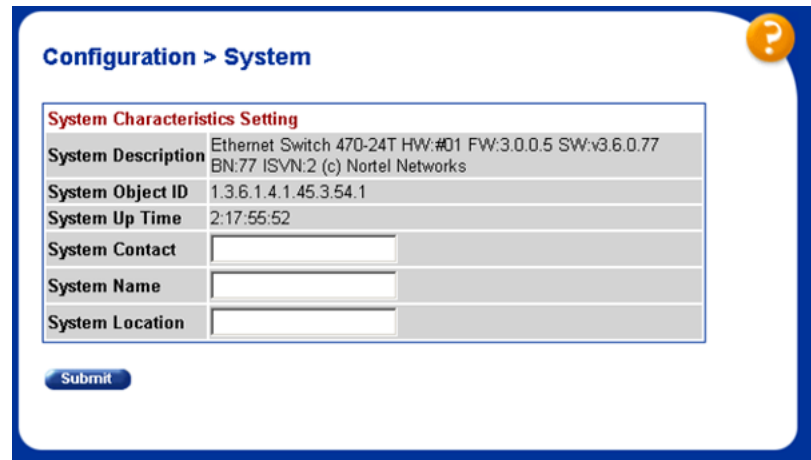 ?
Configuration > System
System Characteristics Setting
System Description Ethernet Switch 470-24T HW:#01 FW:3.0.0.5 SW:v3.6.0.77
BN:77 ISVN:2 (c) Nortel Networks
System Object ID 1.3.6.1.4.1.45.3.54.1
System Up Time 2:17:55:52
System Contact
System Name
System Location
Submit